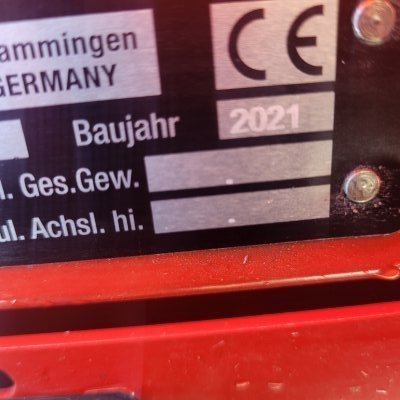 ammingen
GERMANY
CE
Baujahr 2021
l. Ges.Gew.
ul. Achsl. hi.